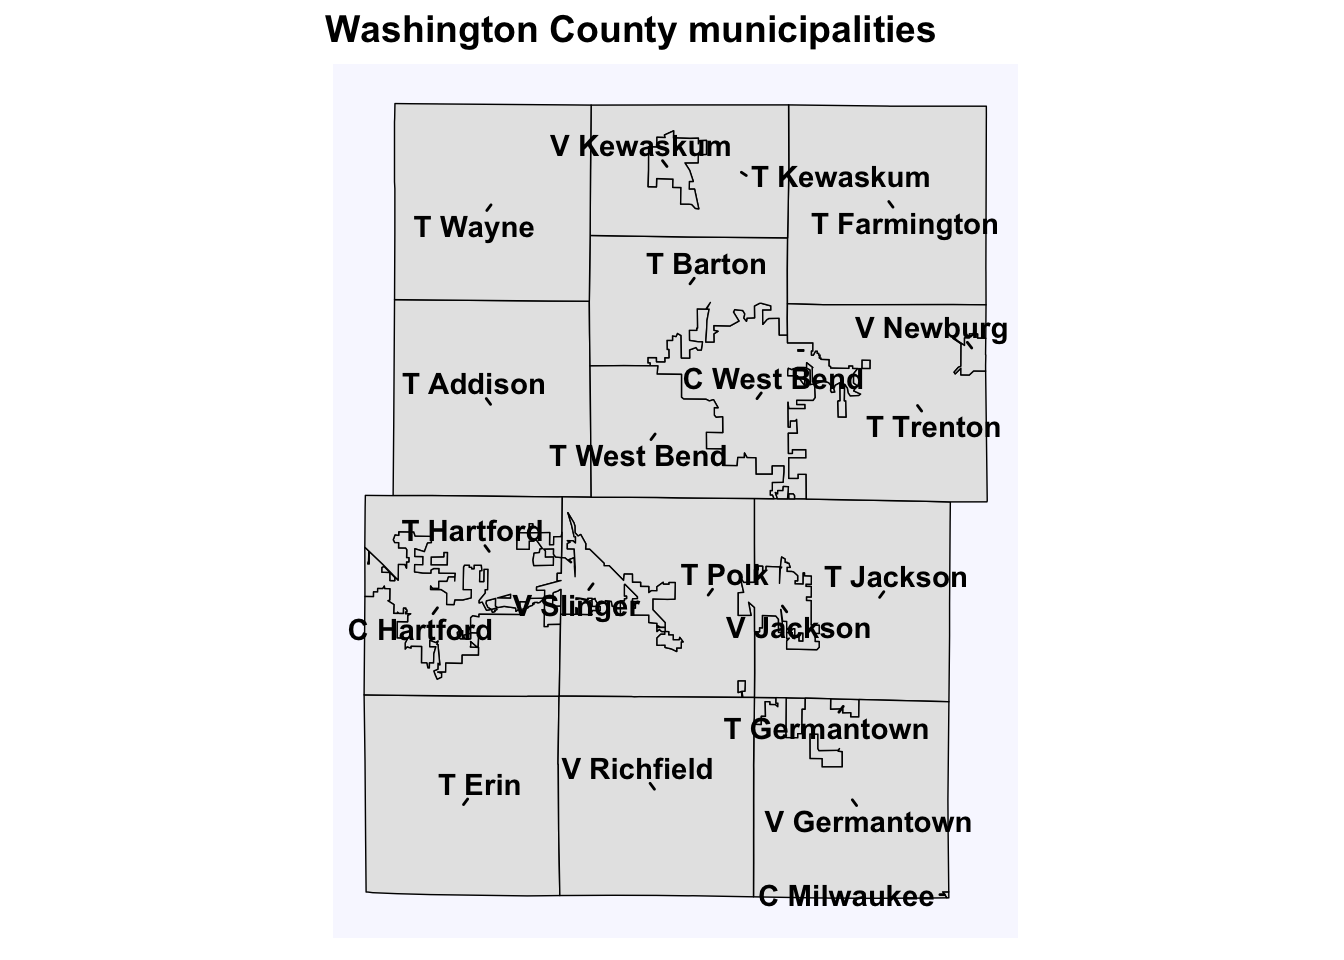 Washington County municipalities
V Kewaskum
T Kewaskum
T Wayne
T Farmington
T Barton
V Newburg
T Addison
C West Bend
T Trenton
T West Bend
T Hartford
T Polk
T Jackson
V Slinger
C Hartford
V Jackson
T Germantown
V Richfield
T Erin
V Germantown
C Milwaukee